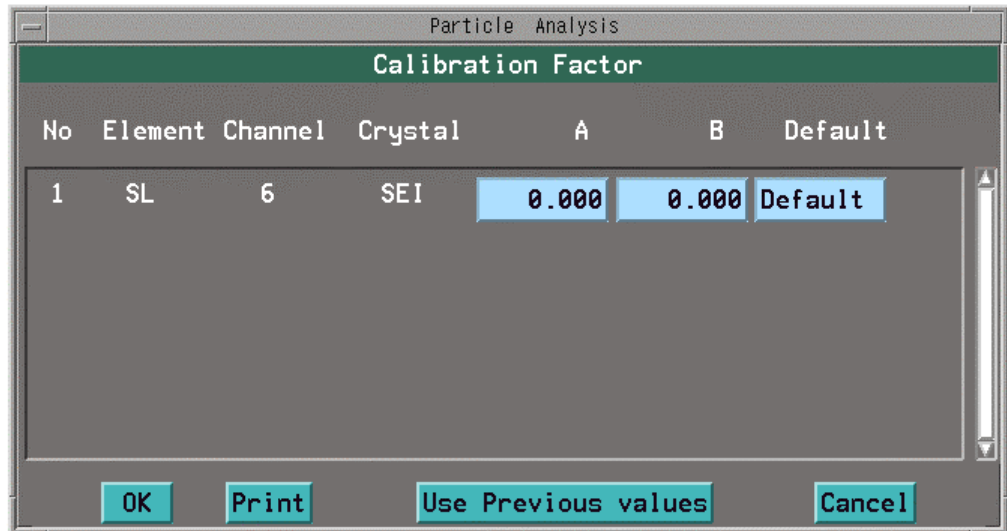 Particle Analysis
Calibration Factor
No Element Channel Crystal A B Default
1 SL 6 SEI 0.000 0.000 Default
OK Print Use Previous values Cancel